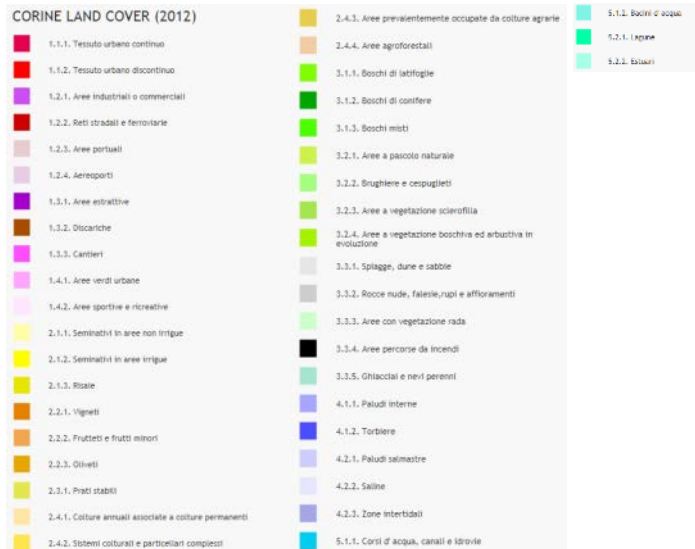 CORINE LAND COVER (2012)
1.1.1. Tessuto urbano continuo
1.1.2. Tessuto urbano discontinuo
1.2.1. Aree industriali o commerciali
1.2.2. Reti stradali e ferroviarie
1.2.3. Aree portuali
1.2.4. Aereoporti
1.3.1. Aree estrattive
1.3.2. Discariche
1.3.3. Cantieri
1.4.1. Aree verdi urbane
1.4.2. Aree sportive e ricreative
2.1.1. Seminativi in aree non irrigue
2.1.2. Seminativi in aree irrigue
2.1.3. Risaie
2.2.1. Vigneti
2.2.2. Frutteti e frutti minori
2.2.3. Oliveti
2.3.1. Prati stabili
2.4.1. Colture annuali associate a colture permanenti
2.4.2. Sistemi colturali e particellari complessi
2.4.3. Aree prevalentemente occupate da colture agrarie
2.4.4. Aree agroforestali
3.1.1. Boschi di latifoglie
3.1.2. Boschi di conifere
3.1.3. Boschi misti
3.2.1. Aree a pascolo naturale
3.2.2. Brughiere e cespuglieti
3.2.3. Aree a vegetazione sclerofilla
3.2.4. Aree a vegetazione boschiva ed arbustiva in
evoluzione
3.3.1. Spiagge, dune e sabbie
3.3.2. Rocce nude, falesie,rupi e affioramenti
3.3.3. Aree con vegetazione rada
3.3.4. Aree percorse da incendi
3.3.5. Ghiacciai e nevi perenni
4.1.1. Paludi interne
4.1.2. Torbiere
4.2.1. Paludi salmastre
4.2.2. Saline
4.2.3. Zone intertidali
5.1.1. Corsi d'acqua, canali e idrovie
5.1.2. Bacini d'acqua
5.2.1. Lagune
5.2.2. Estuari